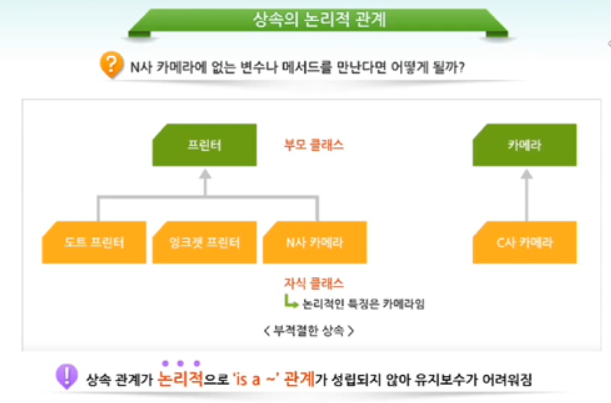 상속의 논리적 관계
? N사 카메라에 없는 변수나 메서드를 만난다면 어떻게 될까?
프린터 부모 클래스 카메라
도트 프린터 잉크젯 프린터 N사 카메라 C사 카메라
자식 클래스
논리적인 특징은 카메라임
< 부적절한 상속 >
! 상속 관계가 논리적으로 'is a ~' 관계가 성립되지 않아 유지보수가 어려워짐